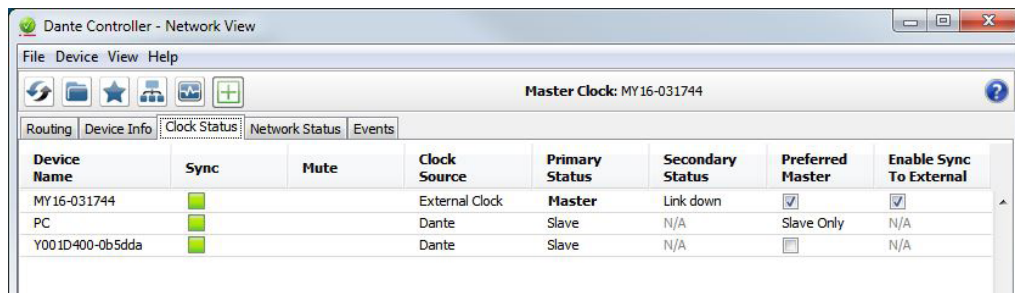 Dante Controller - Network View
File Device View Help
Master Clock: MY16-031744
Routing Device Info Clock Status Network Status Events
Device Name Sync Mute Clock Source Primary Status Secondary Status Preferred Master Enable Sync To External
MY16-031744 External Clock Master Link down
PC Dante Slave N/A Slave Only N/A
Y001D400-0b5dda Dante Slave N/A N/A